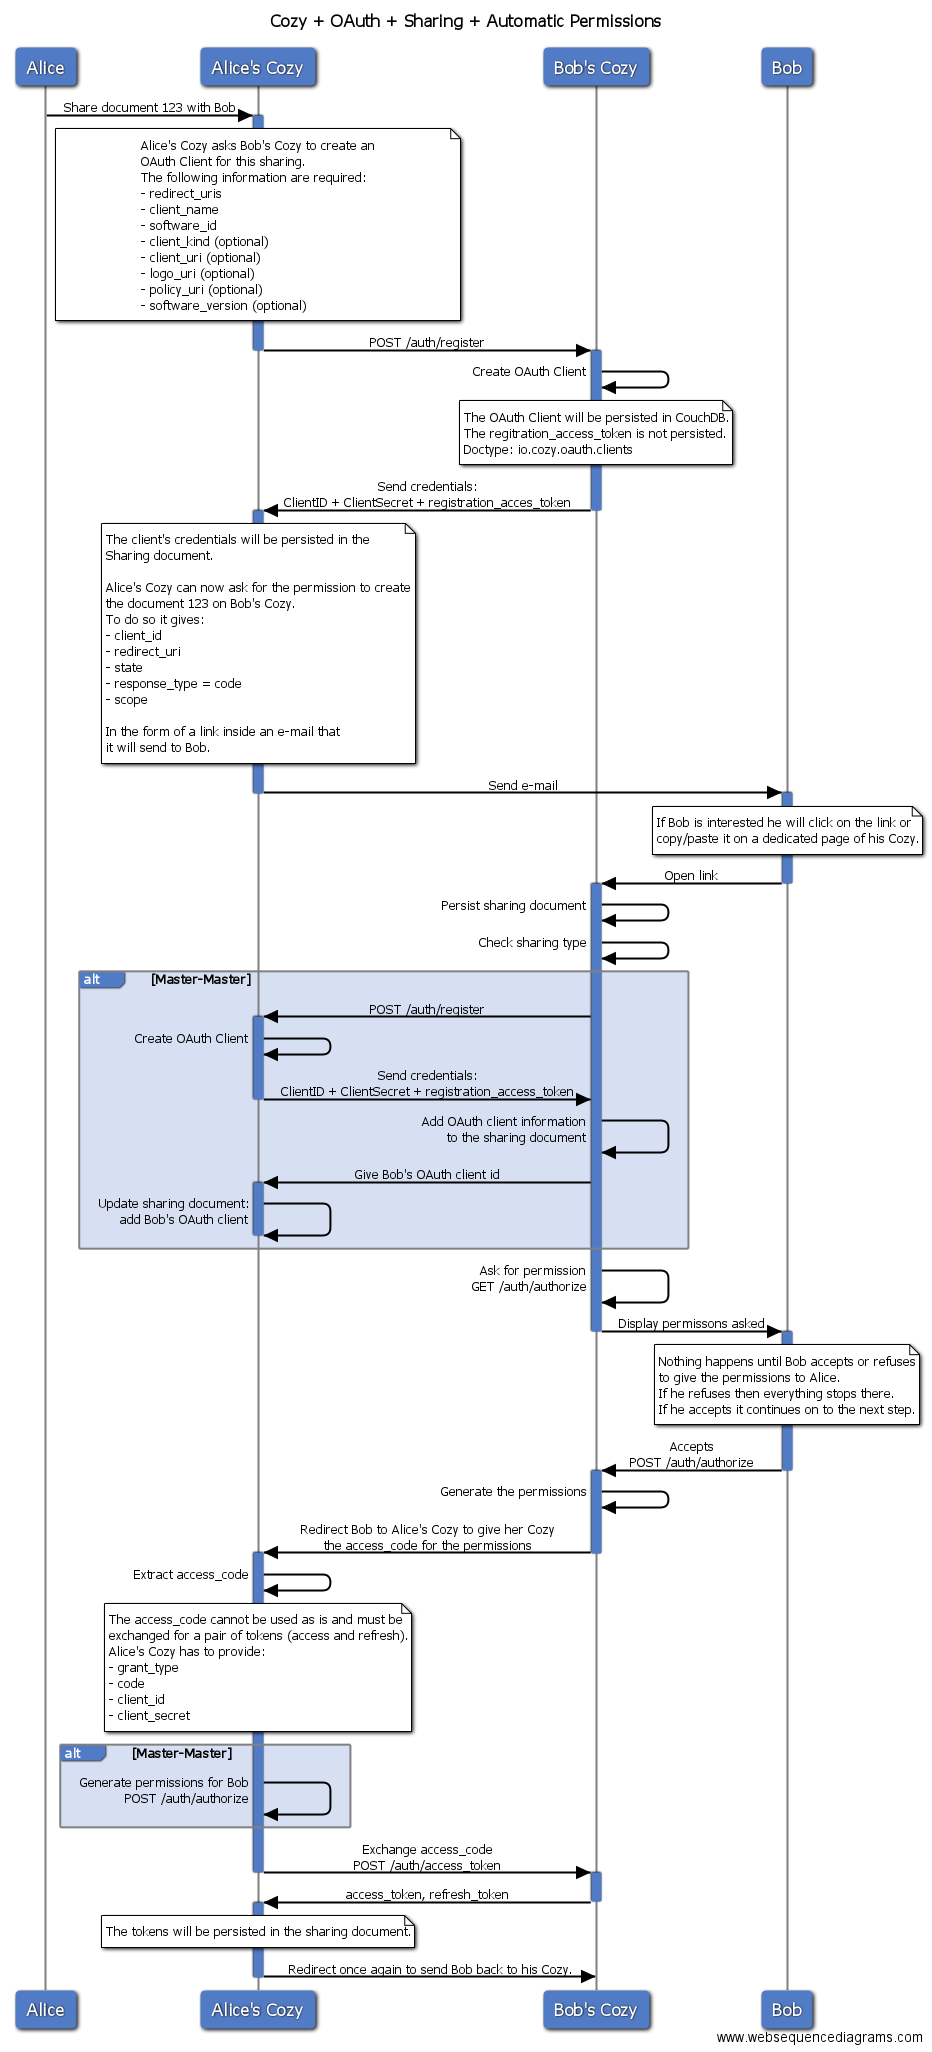 Cozy + OAuth + Sharing + Automatic Permissions
Alice
Alice's Cozy
Bob's Cozy
Bob
Share document 123 with Bob
Alice's Cozy asks Bob's Cozy to create an
OAuth Client for this sharing.
The following information are required:
- redirect_uris
- client_name
- software_id
- client_kind (optional)
- client_uri (optional)
- logo_uri (optional)
- policy_uri (optional)
- software_version (optional)
POST /auth/register
Create OAuth Client
The OAuth Client will be persisted in CouchDB.
The regitration_access_token is not persisted.
Doctype: io.cozy.oauth.clients
Send credentials:
ClientID + ClientSecret + registration_acces_token
The client's credentials will be persisted in the
Sharing document.
Alice's Cozy can now ask for the permission to create
the document 123 on Bob's Cozy.
To do so it gives:
- client_id
- redirect_uri
- state
- response_type = code
- scope
In the form of a link inside an e-mail that
it will send to Bob.
Send e-mail
If Bob is interested he will click on the link or
copy/paste it on a dedicated page of his Cozy.
Open link
Persist sharing document
Check sharing type
alt
[Master-Master]
POST /auth/register
Create OAuth Client
Send credentials:
ClientID + ClientSecret + registration_access_token
Add OAuth client information
to the sharing document
Give Bob's OAuth client id
Update sharing document:
add Bob's OAuth client
Ask for permission
GET /auth/authorize
Display permissons asked
Nothing happens until Bob accepts or refuses
to give the permissions to Alice.
If he refuses then everything stops there.
If he accepts it continues on to the next step.
Accepts
POST /auth/authorize
Generate the permissions
Redirect Bob to Alice's Cozy to give her Cozy
the access_code for the permissions
Extract access_code
The access_code cannot be used as is and must be
exchanged for a pair of tokens (access and refresh).
Alice's Cozy has to provide:
- grant_type
- code
- client_id
- client_secret
alt
[Master-Master]
Generate permissions for Bob
POST /auth/authorize
Exchange access_code
POST /auth/access_token
access_token, refresh_token
The tokens will be persisted in the sharing document.
Redirect once again to send Bob back to his Cozy.
Alice
Alice's Cozy
Bob's Cozy
Bob
www.websequencediagrams.com